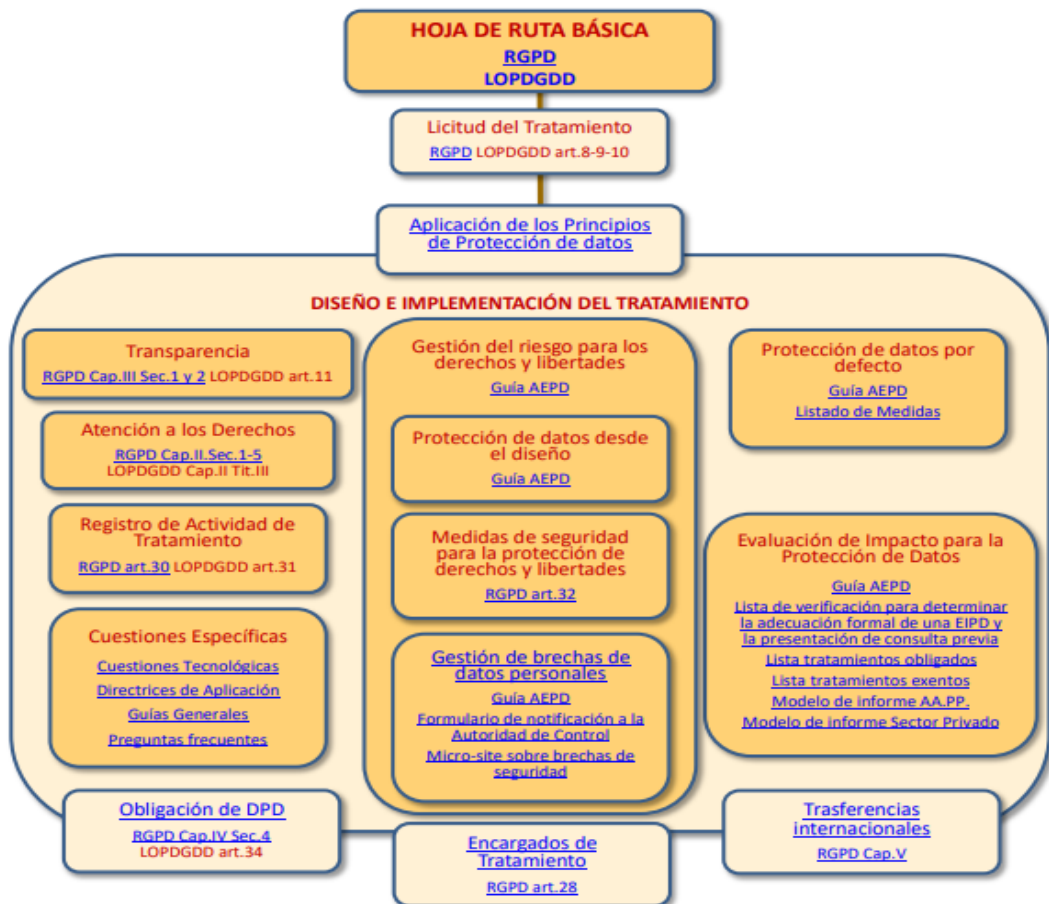 HOJA DE RUTA BÁSICA
RGPD
LOPDGDD
Licitud del Tratamiento
RGPD LOPDGDD art.8-9-10
Aplicación de los Principios
de Protección de datos
DISEÑO E IMPLEMENTACIÓN DEL TRATAMIENTO
Transparencia
RGPD Cap.III Sec.1 y 2 LOPDGDD art.11
Atención a los Derechos
RGPD Cap.II.Sec.1-5
LOPDGDD Cap.II Tit.III
Registro de Actividad de
Tratamiento
RGPD art.30 LOPDGDD art.31
Cuestiones Específicas
Cuestiones Tecnológicas
Directrices de Aplicación
Guías Generales
Preguntas frecuentes
Gestión del riesgo para los
derechos y libertades
Guía AEPD
Protección de datos desde
el diseño
Guía AEPD
Medidas de seguridad
para la protección de
derechos y libertades
RGPD art.32
Gestión de brechas de
datos personales
Guía AEPD
Formulario de notificación a la
Autoridad de Control
Micro-site sobre brechas de
seguridad
Protección de datos por
defecto
Guía AEPD
Listado de Medidas
Evaluación de Impacto para la
Protección de Datos
Guía AEPD
Lista de verificación para determinar
la adecuación formal de una EIPD y
la presentación de consulta previa
Lista tratamientos obligados
Lista tratamientos exentos
Modelo de informe AA.PP.
Modelo de informe Sector Privado
Obligación de DPD
RGPD Cap.IV Sec.4
LOPDGDD art.34
Encargados de
Tratamiento
RGPD art.28
Trasferencias
internacionales
RGPD Cap.V